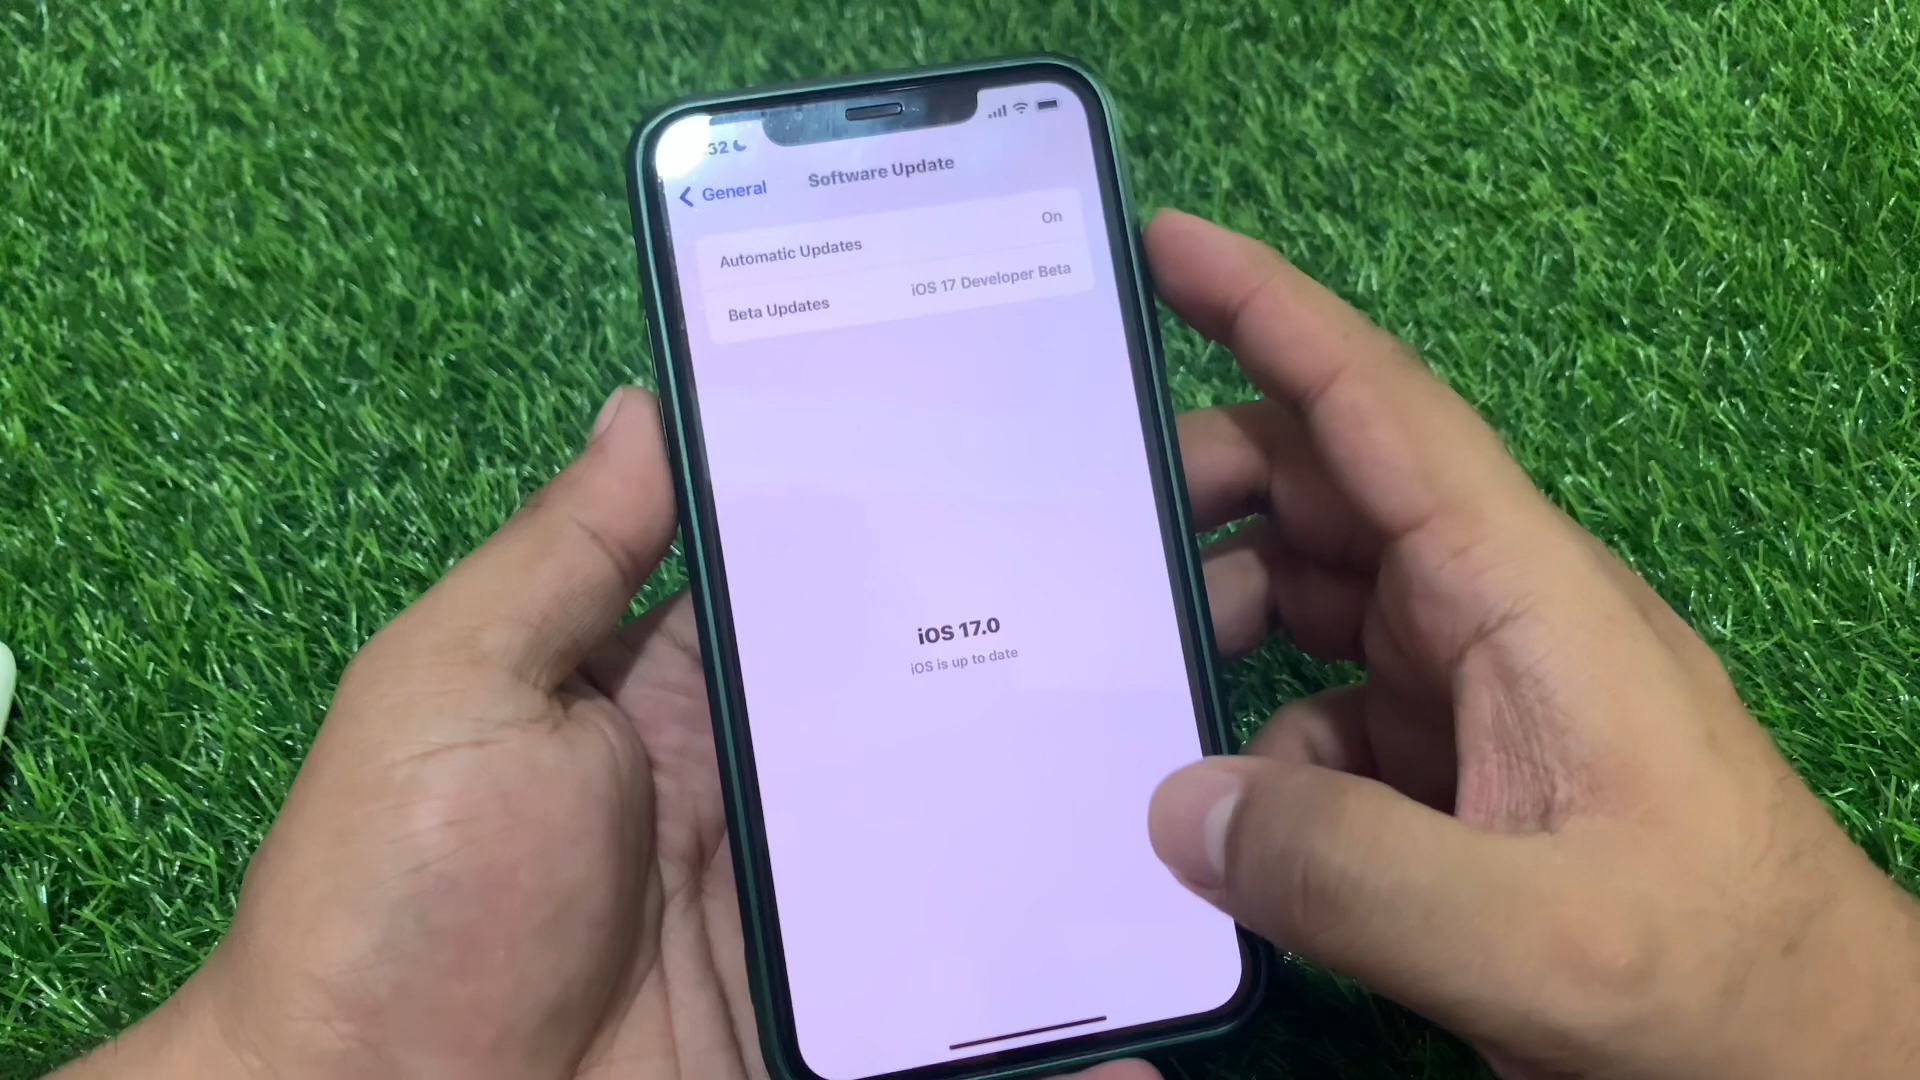 32
General
Software Update
Automatic Updates On
Beta Updates iOS 17 Developer Beta
iOS 17.0
iOS is up to date